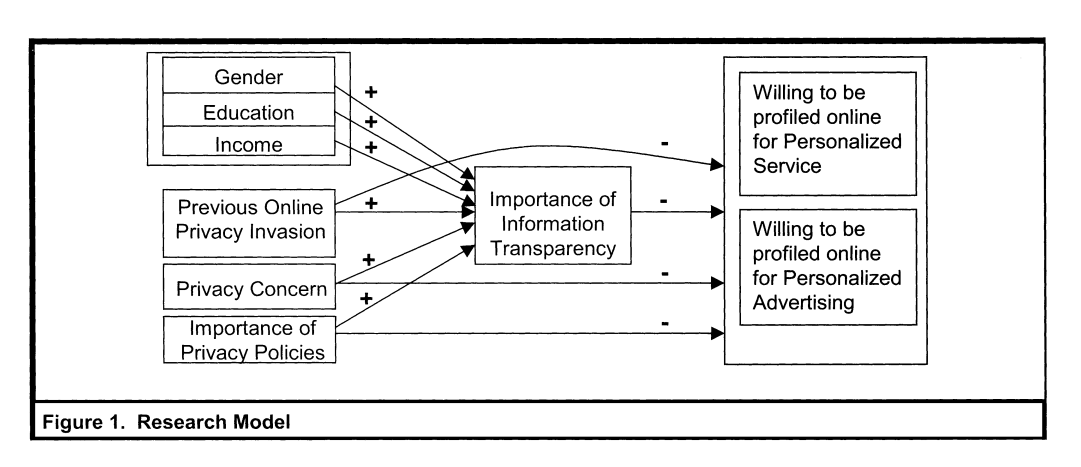 Gender
+
Education
+
Income
+
Previous Online
Privacy Invasion
+
Privacy Concern
+
Importance of
Privacy Policies
+
Importance of
Information
Transparency
-
-
-
-
Willing to be
profiled online
for Personalized
Service
Willing to be
profiled online
for Personalized
Advertising
Figure 1. Research Model